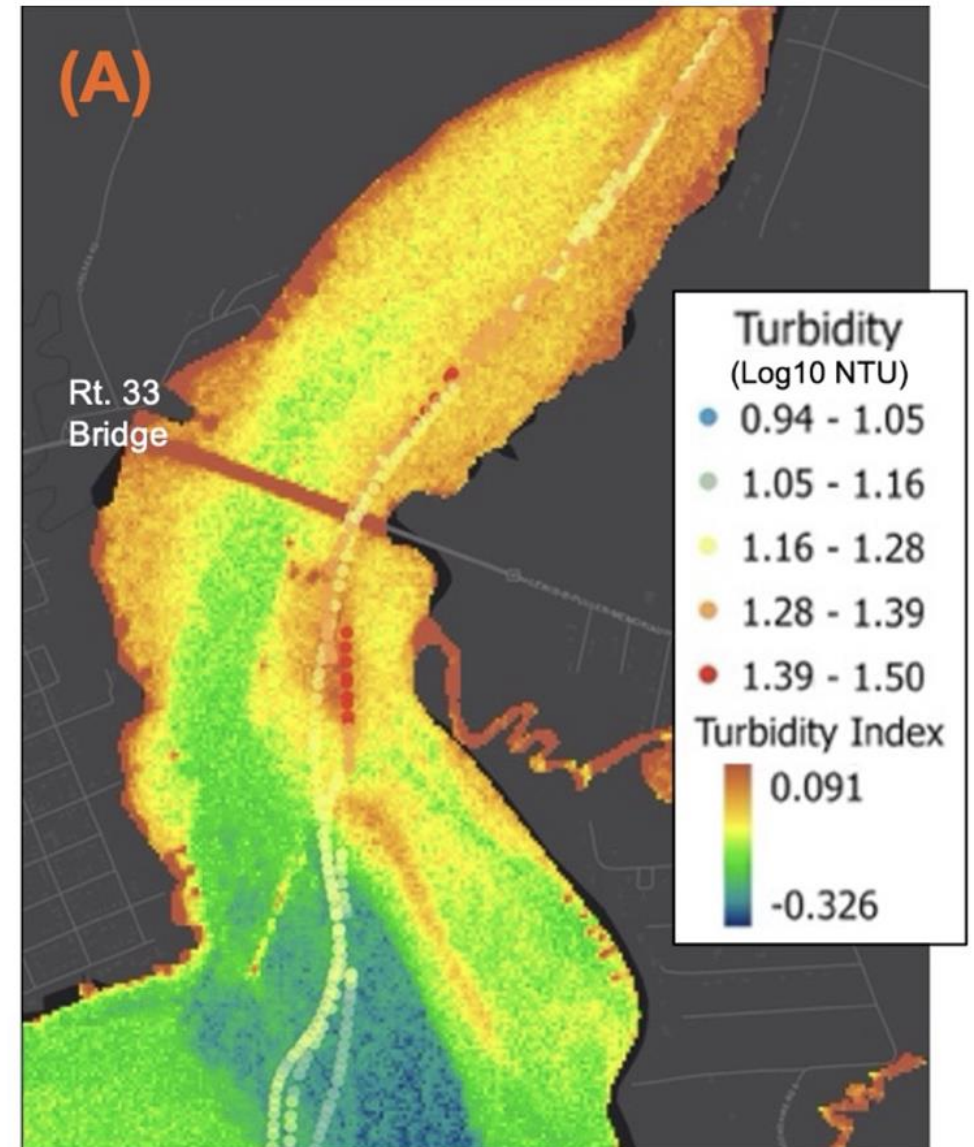 (A)
Rt. 33
Bridge
Turbidity
(Log10 NTU)
0.94 - 1.05
1.05 - 1.16
1.16 - 1.28
1.28 - 1.39
1.39 - 1.50
Turbidity Index
0.091
-0.326